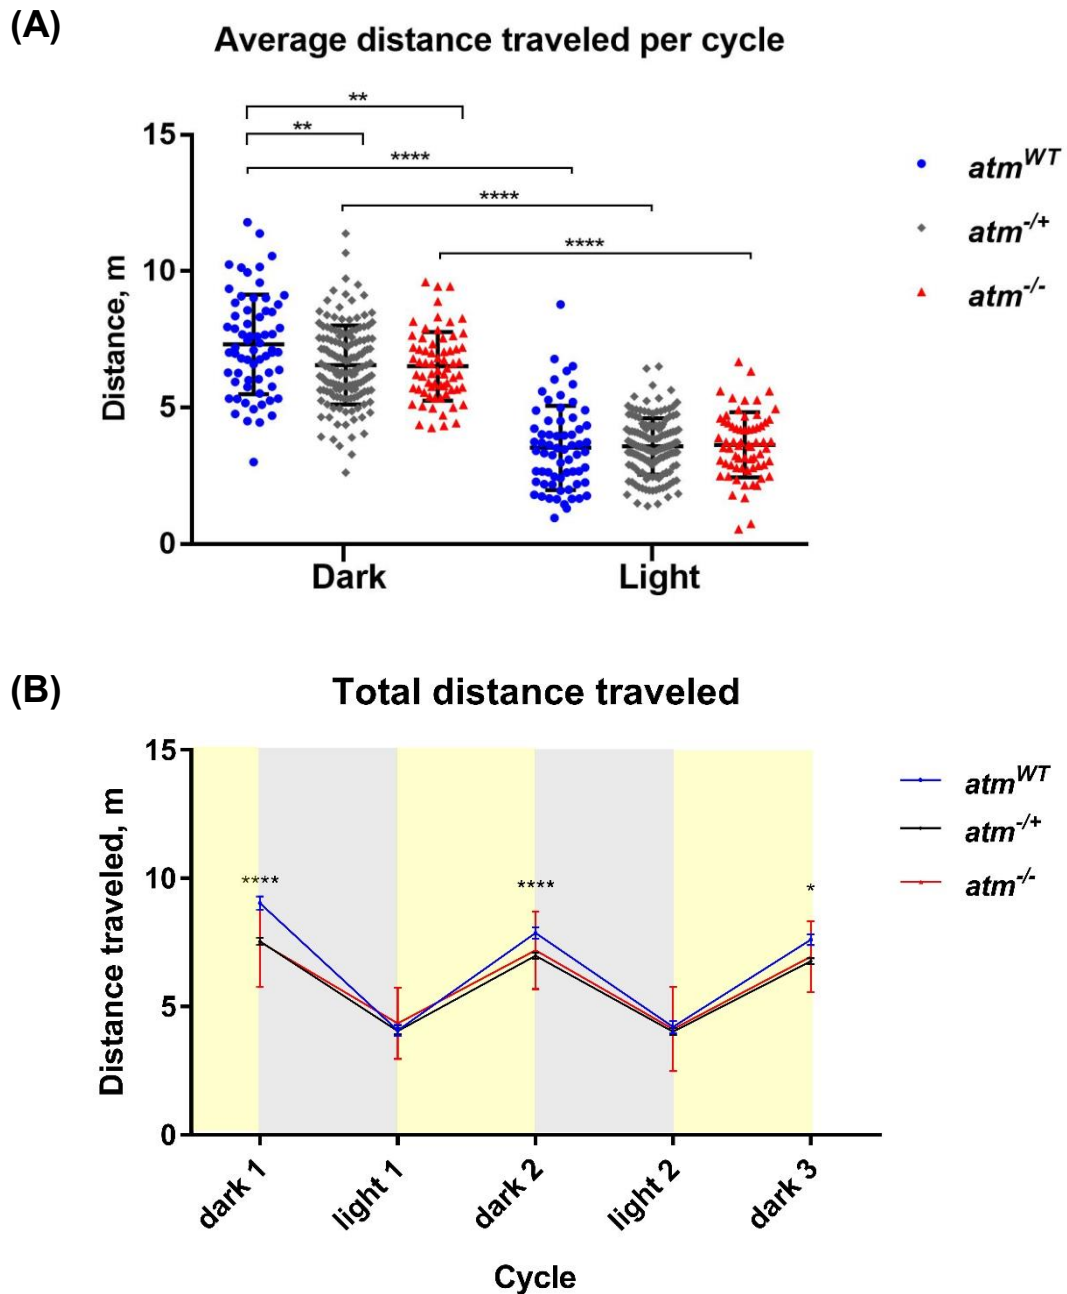 (A)
Average distance traveled per cycle
**
**
****
****
****
15
10
5
0
Distance, m
Dark
Light
atmWT
atm-/+
atm-/-
(B)
Total distance traveled
15
10
5
0
Distance traveled, m
****
****
*
dark 1
light 1
dark 2
light 2
dark 3
Cycle
atmWT
atm-/+
atm-/-